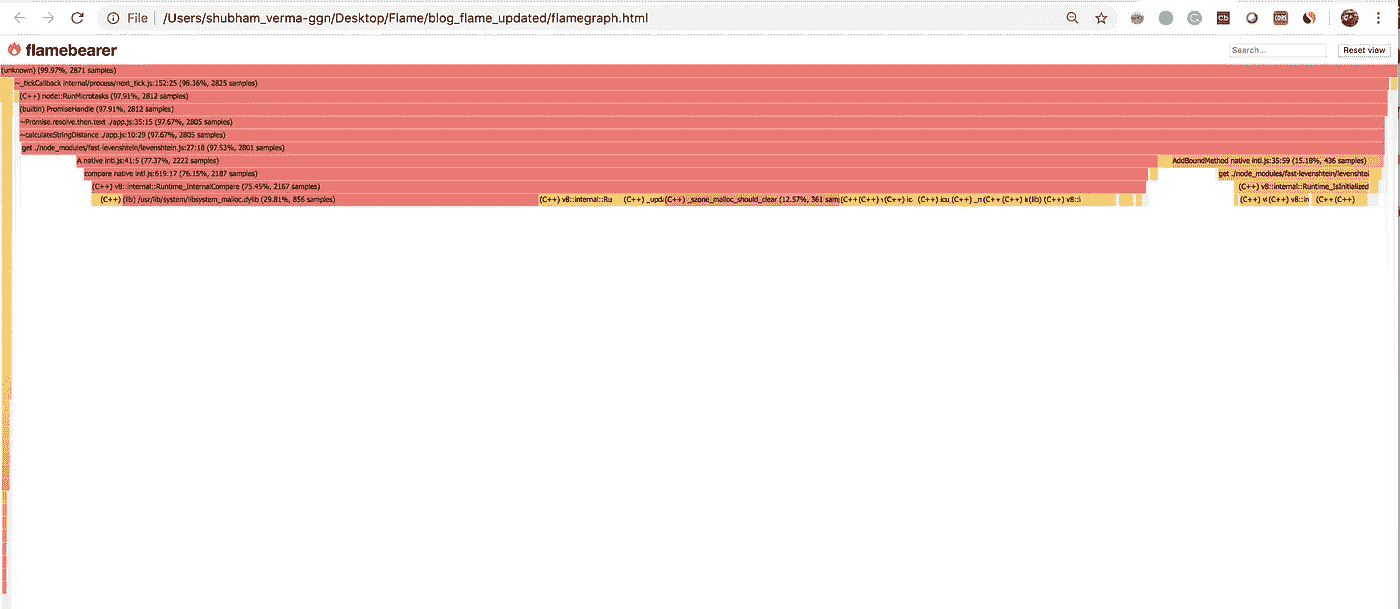 File /Users/shubham_verma-ggn/Desktop/Flame/blog_flame_updated/flamegraph.html
Cb
CORS
flamebearer
Search...
Reset view
(unknown) (99.97%, 2871 samples)
~_tickCallback internal/process/next_tick.js:152:25 (98.36%, 2825 samples)
(C++) node::RunMicrotasks (97.91%, 2812 samples)
(builtin) PromiseHandle (97.91%, 2812 samples)
~Promise.resolve.then.text ./app.js:35:15 (97.67%, 2805 samples)
~calculateStringDistance ./app.js:10:29 (97.67%, 2805 samples)
get ./node_modules/fast-levenshtein/levenshtein.js:27:18 (97.53%, 2801 samples)
A native intl.js:41:5 (77.37%, 2222 samples) AddBoundMethod native intl.js:35:59 (15.18%, 436 samples)
compare native intl.js:619:17 (76.15%, 2187 samples) get ./node_modules/fast-levenshtein/levenshtei
(C++) v8::internal::Runtime_InternalCompare (75.45%, 2167 samples) (C++) v8::internal::Runtime_IsInitialized
(C++) (lib) /usr/lib/system/libsystem_malloc.dylib (29.81%, 856 samples) (C++) v8::internal::Ru (C++) _upd (C++) _szone_malloc_should_clear (12.57%, 361 sam (C++ (C++) (C++) ic (C++) icu (C++) _m (C++ (C++) (lib) (C++) v8::i (C++) v (C++) v8::in (C++ (C++)